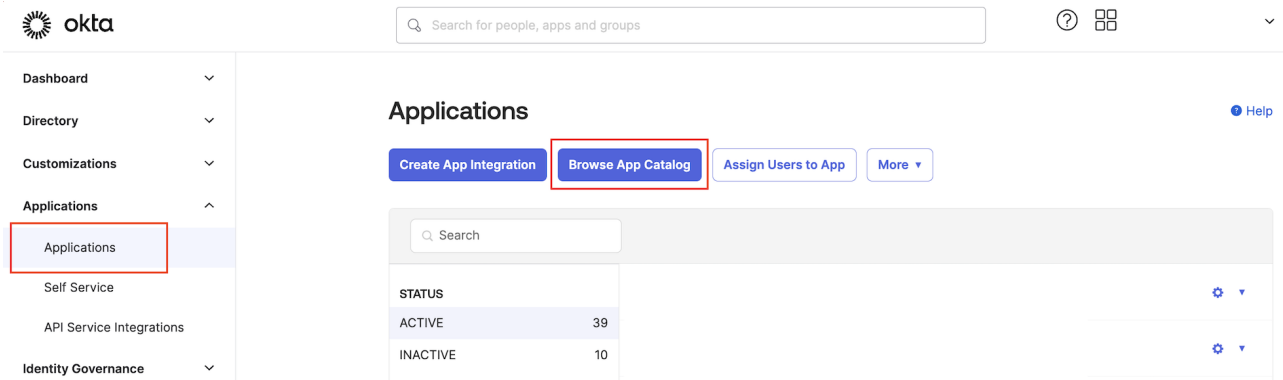 okta
Search for people, apps and groups
Dashboard
Directory
Customizations
Applications
Applications
Self Service
API Service Integrations
Identity Governance
Applications
Help
Create App Integration
Browse App Catalog
Assign Users to App
More
Search
STATUS
ACTIVE 39
INACTIVE 10